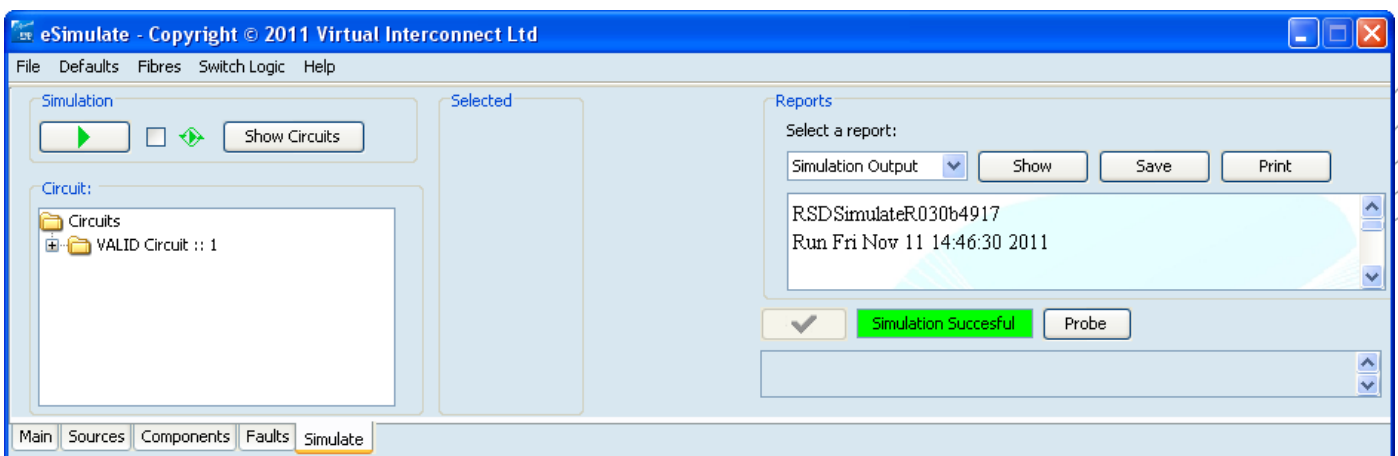 eSimulate - Copyright © 2011 Virtual Interconnect Ltd
File Defaults Fibres Switch Logic Help
Simulation
Show Circuits
Circuit:
Circuits
VALID Circuit :: 1
Selected
Reports
Select a report:
Simulation Output Show Save Print
RSDSimulateR030b4917
Run Fri Nov 11 14:46:30 2011
Simulation Succesful Probe
Main Sources Components Faults Simulate